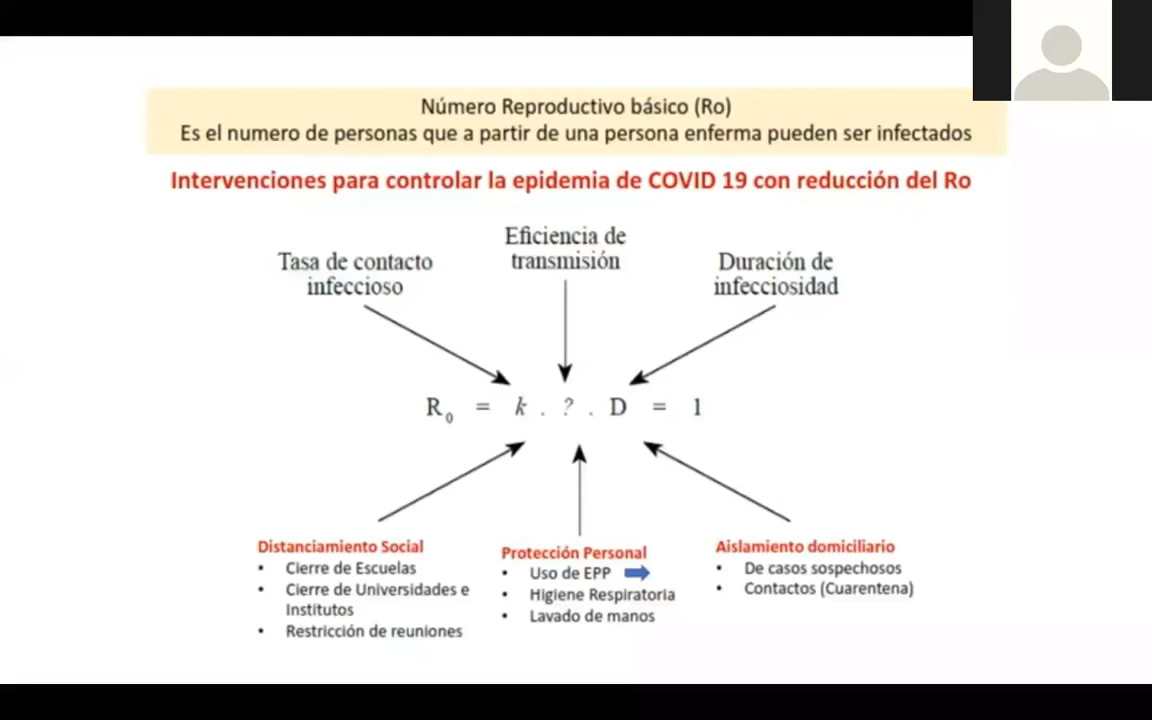 Número Reproductivo básico (Ro)
Es el numero de personas que a partir de una persona enferma pueden ser infectados
Intervenciones para controlar la epidemia de COVID 19 con reducción del Ro
Eficiencia de
transmisión
Tasa de contacto
infeccioso
Duración de
infecciosidad
R₀ = k . ? . D = 1
Distanciamiento Social
• Cierre de Escuelas
• Cierre de Universidades e
Institutos
• Restricción de reuniones
Protección Personal
• Uso de EPP
• Higiene Respiratoria
• Lavado de manos
Aislamiento domiciliario
• De casos sospechosos
• Contactos (Cuarentena)